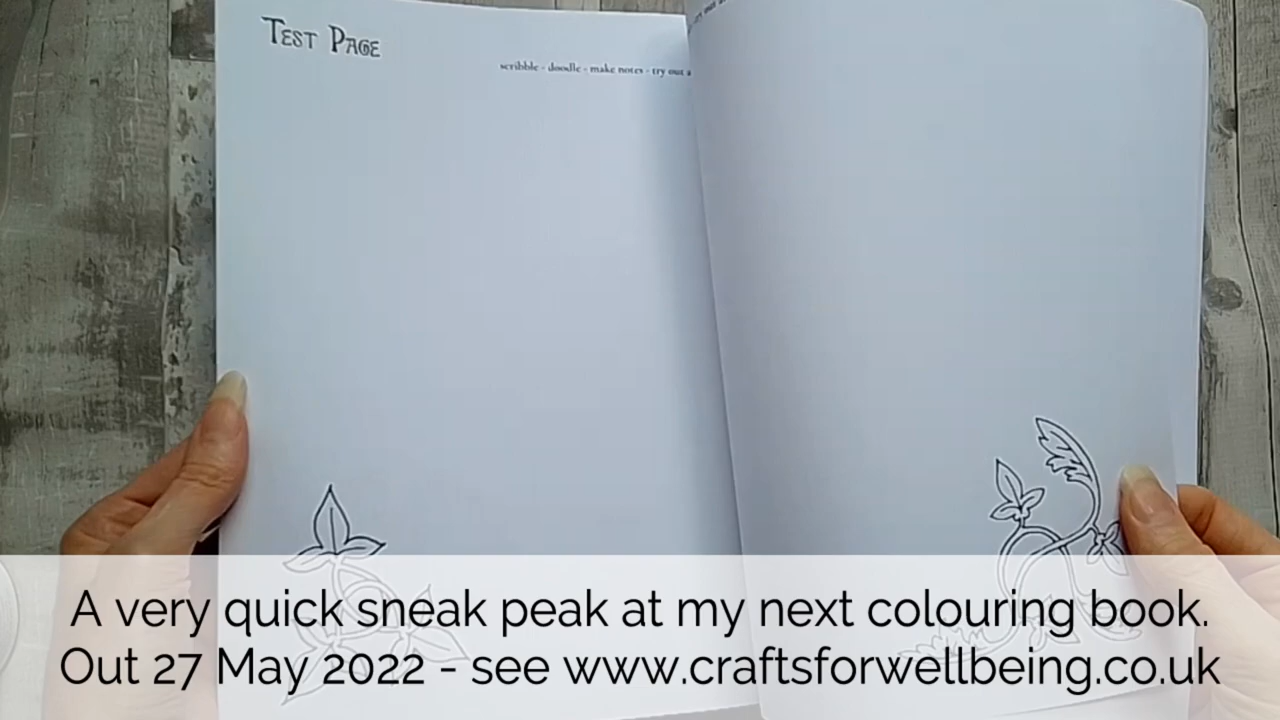 TEST PAGE
scribble - doodle - make notes - try out
A very quick sneak peak at my next colouring book.
Out 27 May 2022 - see www.craftsforwellbeing.co.uk